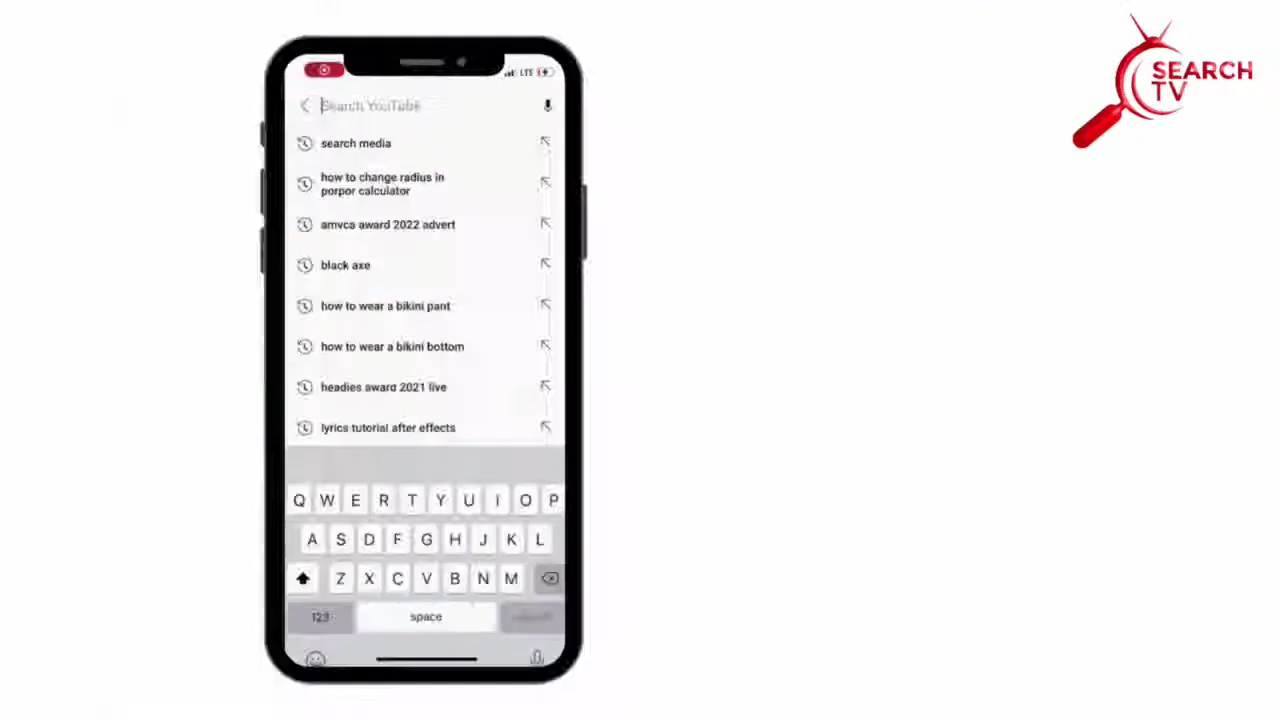 SEARCH
TV
LTE
Search YouTube
search media
how to change radius in
porpor calculator
amvca award 2022 advert
black axe
how to wear a bikini pant
how to wear a bikini bottom
headies award 2021 live
lyrics tutorial after effects
Q W E R T Y U I O P
A S D F G H J K L
Z X C V B N M
123 space